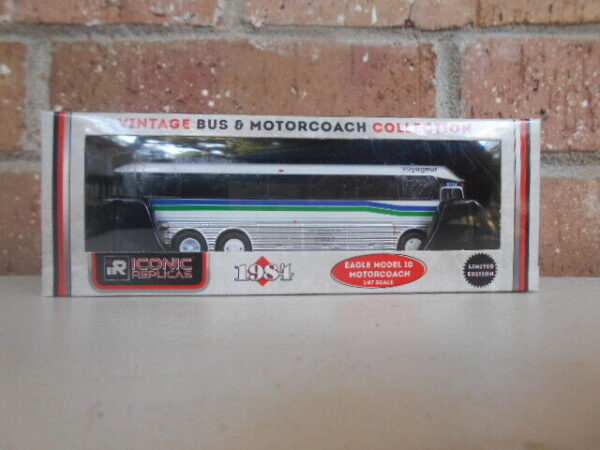 VINTAGE BUS & MOTORCOACH COLLECTION
Voyageur
iR ICONIC
REPLICAS
1984
EAGLE MODEL 10
MOTORCOACH
1:87 SCALE
LIMITED
EDITION